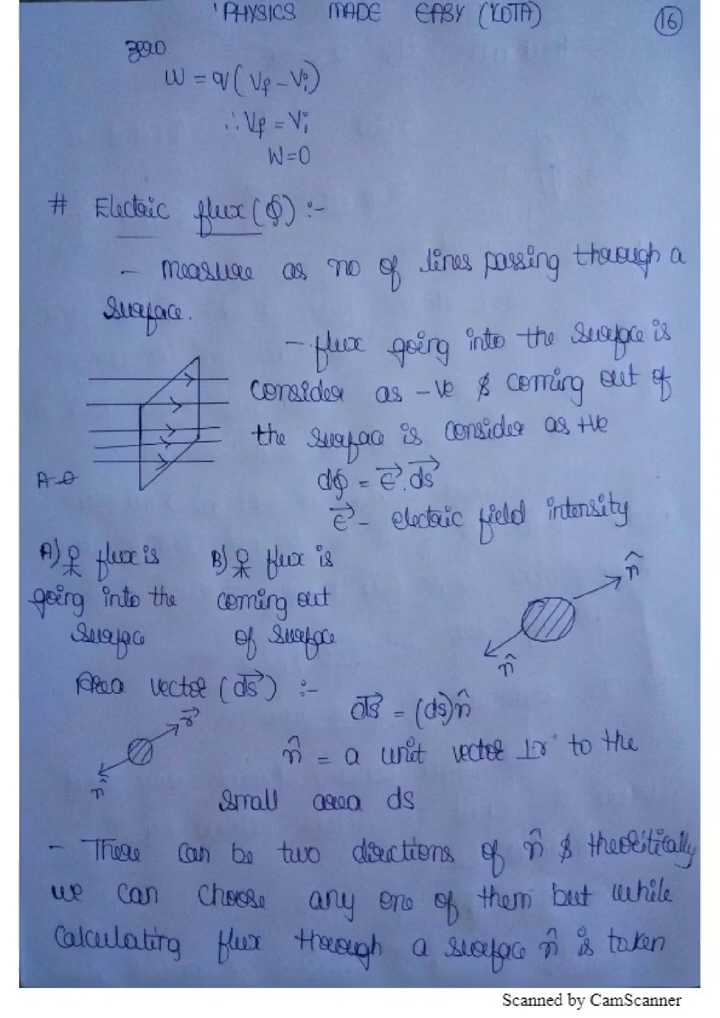 'PHYSICS MADE EASY (KOTA)
16
zero
W = q(Vf - Vi)
∴ Vf = Vi
W=0
# Electric flux (ϕ) :-
- measure as no of lines passing through a
surface.
- flux going into the surface is
consider as -ve & coming out of
the surface is consider as +ve
dϕ = E⃗.ds⃗
E⃗ - electric field intensity
A) flux is
going into the
surface
B) flux is
coming out
of surface
n̂
n̂
Area vector (ds⃗) :-
ds⃗ = (ds)n̂
n̂
n̂ = a unit vector ⊥r to the
small area ds
- There can be two directions of n̂ & theoritically
we can choose any one of them but while
calculating flux through a surface n̂ is taken
Scanned by CamScanner